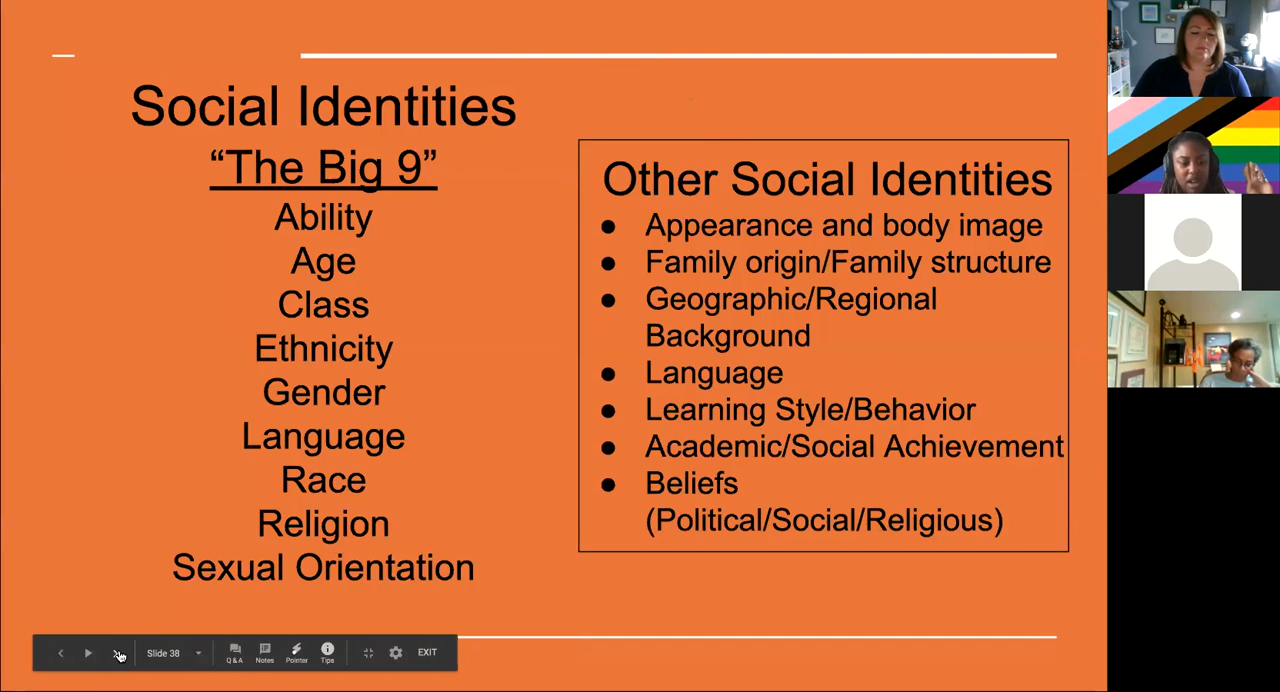 Social Identities
“The Big 9”
Ability
Age
Class
Ethnicity
Gender
Language
Race
Religion
Sexual Orientation
Other Social Identities
● Appearance and body image
● Family origin/Family structure
● Geographic/Regional
Background
● Language
● Learning Style/Behavior
● Academic/Social Achievement
● Beliefs
(Political/Social/Religious)
Slide 38
Q&A
Notes
Pointer
Tips
EXIT